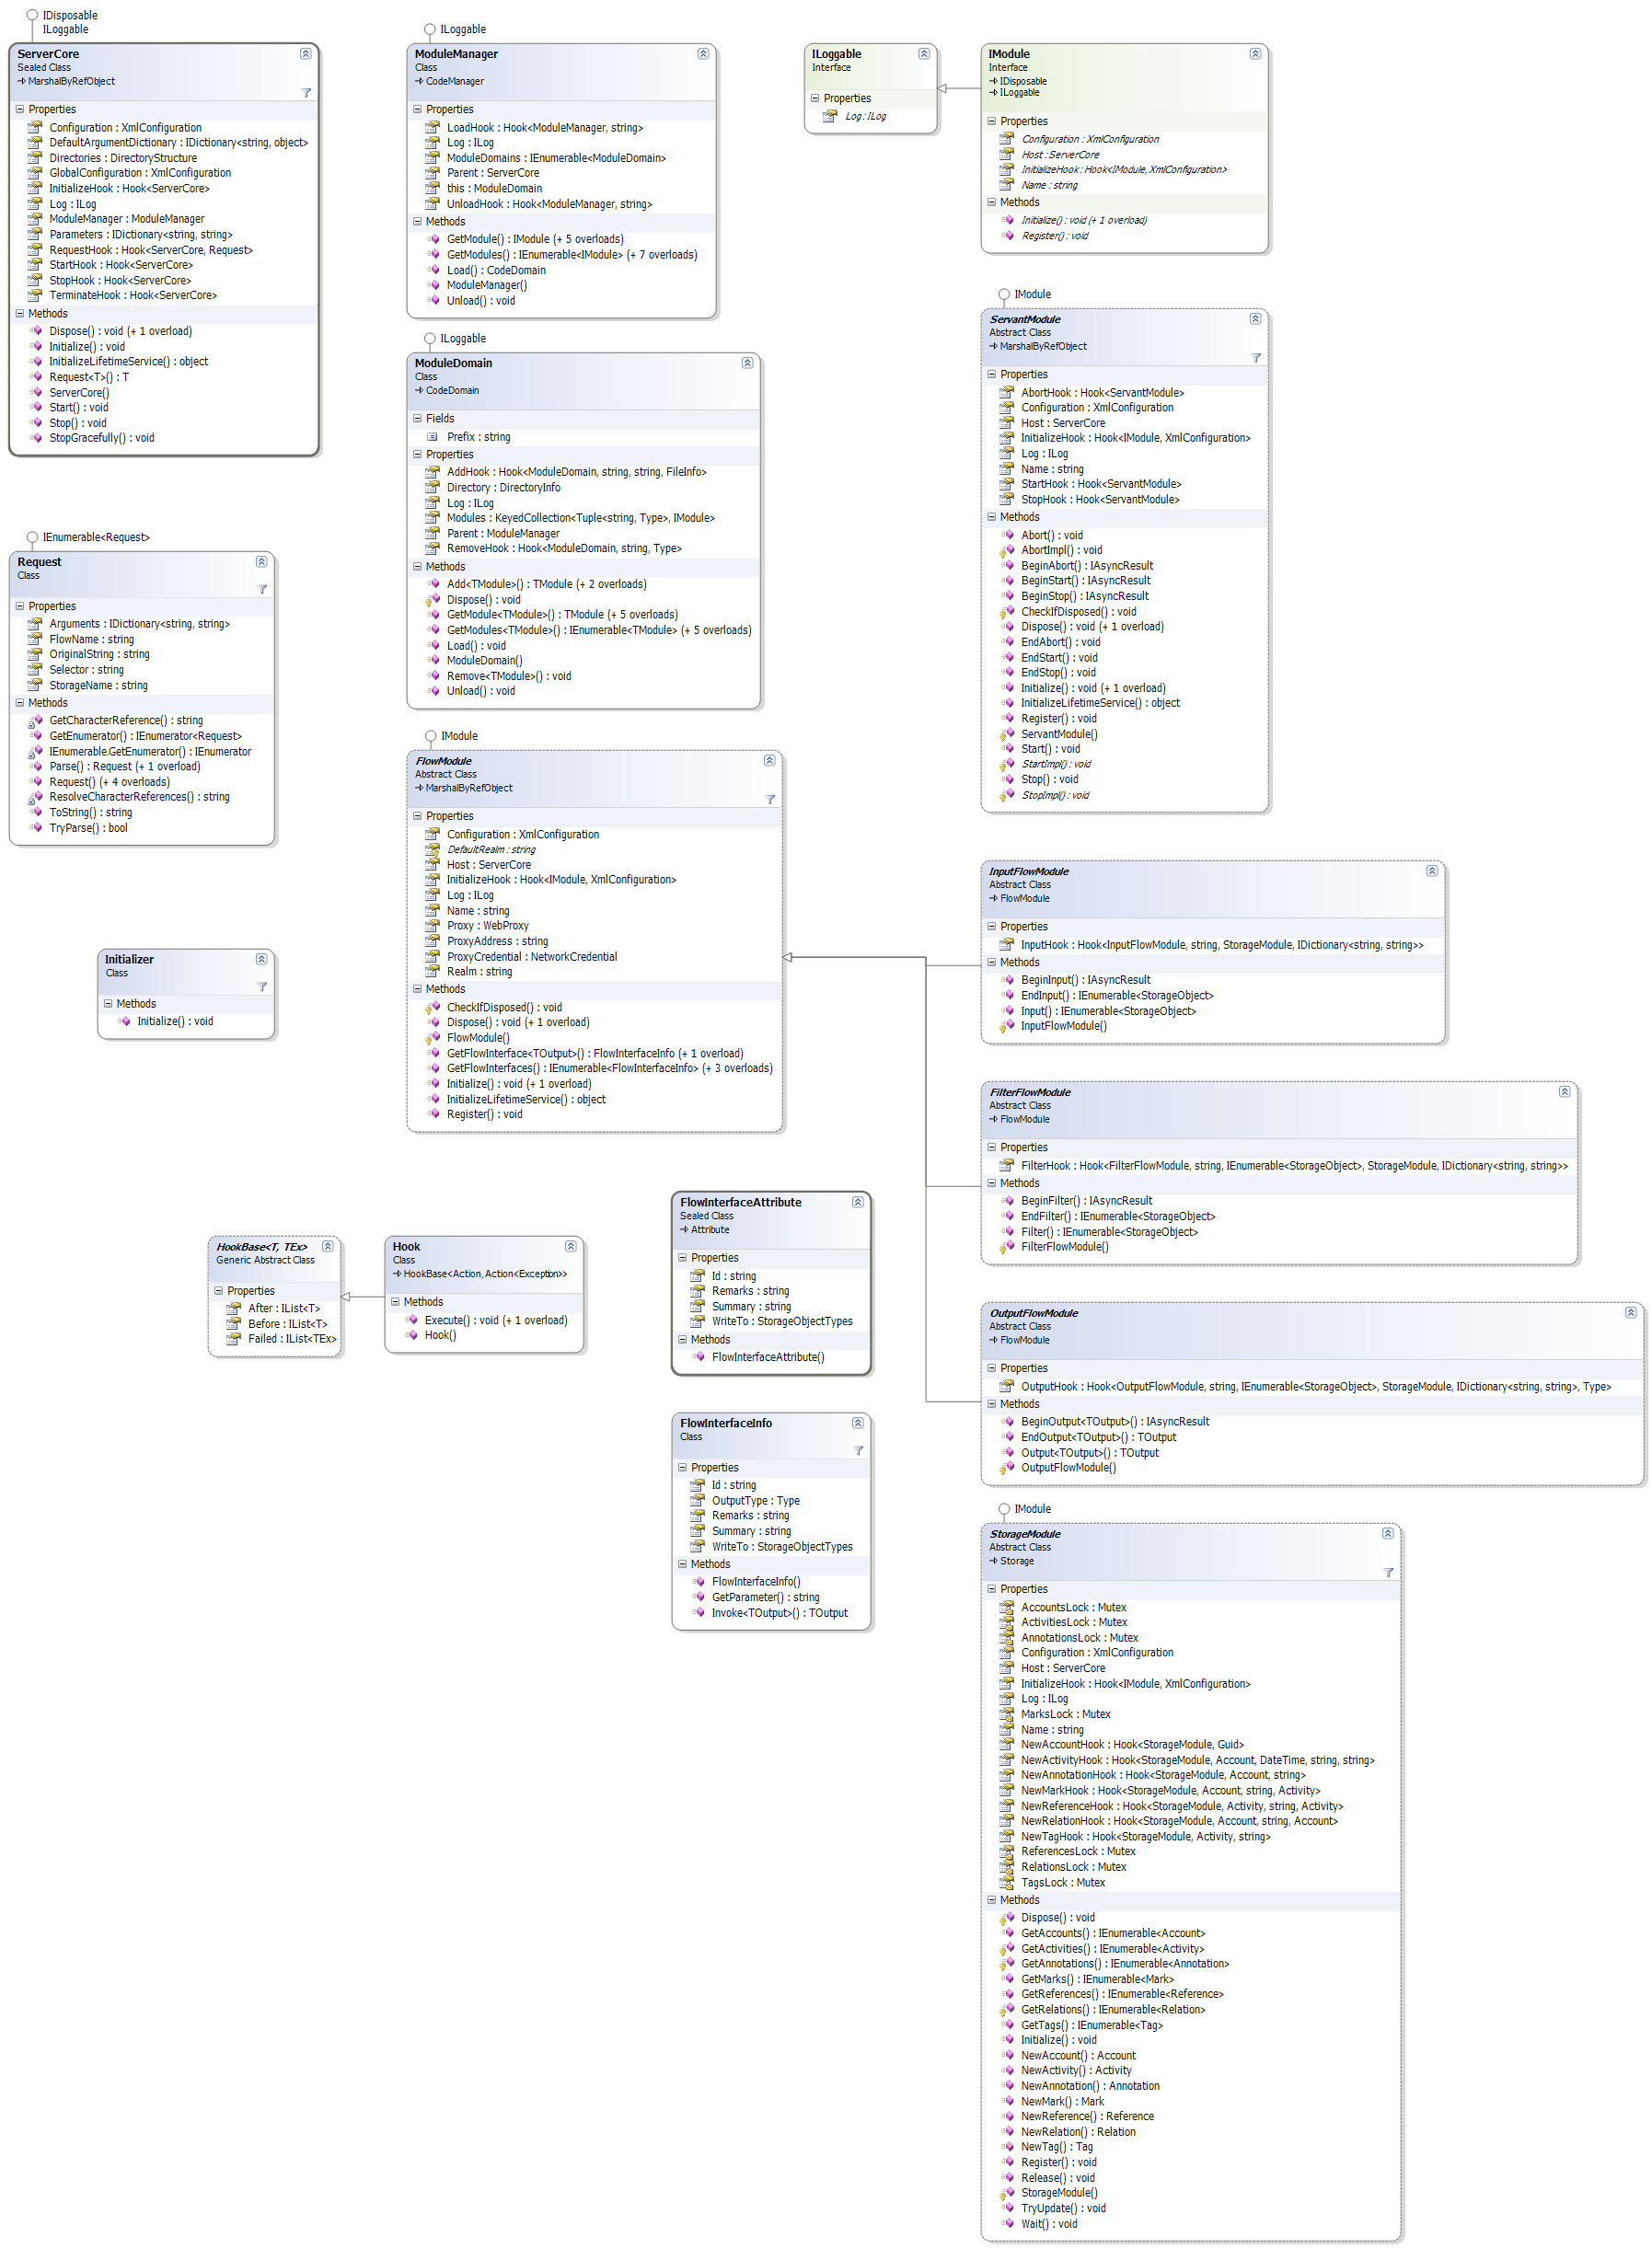 IDisposable
ILoggable
ServerCore
Sealed Class
MarshalByRefObject
Properties
Configuration : XmlConfiguration
DefaultArgumentDictionary : IDictionary<string, object>
Directories : DirectoryStructure
GlobalConfiguration : XmlConfiguration
InitializeHook : Hook<ServerCore>
Log : ILog
ModuleManager : ModuleManager
Parameters : IDictionary<string, string>
RequestHook : Hook<ServerCore, Request>
StartHook : Hook<ServerCore>
StopHook : Hook<ServerCore>
TerminateHook : Hook<ServerCore>
Methods
Dispose() : void (+ 1 overload)
Initialize() : void
InitializeLifetimeService() : object
Request<T>() : T
ServerCore()
Start() : void
Stop() : void
StopGracefully() : void
IEnumerable<Request>
Request
Class
Properties
Arguments : IDictionary<string, string>
FlowName : string
OriginalString : string
Selector : string
StorageName : string
Methods
GetCharacterReference() : string
GetEnumerator() : IEnumerator<Request>
IEnumerable.GetEnumerator() : IEnumerator
Parse() : Request (+ 1 overload)
Request() (+ 4 overloads)
ResolveCharacterReferences() : string
ToString() : string
TryParse() : bool
Initializer
Class
Methods
Initialize() : void
HookBase<T, TEx>
Generic Abstract Class
Properties
After : IList<T>
Before : IList<T>
Failed : IList<TEx>
Hook
Class
HookBase<Action, Action<Exception>>
Methods
Execute() : void (+ 1 overload)
Hook()
ILoggable
ModuleManager
Class
CodeManager
Properties
LoadHook : Hook<ModuleManager, string>
Log : ILog
ModuleDomains : IEnumerable<ModuleDomain>
Parent : ServerCore
this : ModuleDomain
UnloadHook : Hook<ModuleManager, string>
Methods
GetModule() : IModule (+ 5 overloads)
GetModules() : IEnumerable<IModule> (+ 7 overloads)
Load() : CodeDomain
ModuleManager()
Unload() : void
ILoggable
ModuleDomain
Class
CodeDomain
Fields
Prefix : string
Properties
AddHook : Hook<ModuleDomain, string, string, FileInfo>
Directory : DirectoryInfo
Log : ILog
Modules : KeyedCollection<Tuple<string, Type>, IModule>
Parent : ModuleManager
RemoveHook : Hook<ModuleDomain, string, Type>
Methods
Add<TModule>() : TModule (+ 2 overloads)
Dispose() : void
GetModule<TModule>() : TModule (+ 5 overloads)
GetModules<TModule>() : IEnumerable<TModule> (+ 5 overloads)
Load() : void
ModuleDomain()
Remove<TModule>() : void
Unload() : void
IModule
FlowModule
Abstract Class
MarshalByRefObject
Properties
Configuration : XmlConfiguration
DefaultRealm : string
Host : ServerCore
InitializeHook : Hook<IModule, XmlConfiguration>
Log : ILog
Name : string
Proxy : WebProxy
ProxyAddress : string
ProxyCredential : NetworkCredential
Realm : string
Methods
CheckIfDisposed() : void
Dispose() : void (+ 1 overload)
FlowModule()
GetFlowInterface<TOutput>() : FlowInterfaceInfo (+ 1 overload)
GetFlowInterfaces() : IEnumerable<FlowInterfaceInfo> (+ 3 overloads)
Initialize() : void (+ 1 overload)
InitializeLifetimeService() : object
Register() : void
FlowInterfaceAttribute
Sealed Class
Attribute
Properties
Id : string
Remarks : string
Summary : string
WriteTo : StorageObjectTypes
Methods
FlowInterfaceAttribute()
FlowInterfaceInfo
Class
Properties
Id : string
OutputType : Type
Remarks : string
Summary : string
WriteTo : StorageObjectTypes
Methods
FlowInterfaceInfo()
GetParameter() : string
Invoke<TOutput>() : TOutput
ILoggable
Interface
Properties
Log : ILog
IModule
Interface
IDisposable
ILoggable
Properties
Configuration : XmlConfiguration
Host : ServerCore
InitializeHook : Hook<IModule, XmlConfiguration>
Name : string
Methods
Initialize() : void (+ 1 overload)
Register() : void
IModule
ServantModule
Abstract Class
MarshalByRefObject
Properties
AbortHook : Hook<ServantModule>
Configuration : XmlConfiguration
Host : ServerCore
InitializeHook : Hook<IModule, XmlConfiguration>
Log : ILog
Name : string
StartHook : Hook<ServantModule>
StopHook : Hook<ServantModule>
Methods
Abort() : void
AbortImpl() : void
BeginAbort() : IAsyncResult
BeginStart() : IAsyncResult
BeginStop() : IAsyncResult
CheckIfDisposed() : void
Dispose() : void (+ 1 overload)
EndAbort() : void
EndStart() : void
EndStop() : void
Initialize() : void (+ 1 overload)
InitializeLifetimeService() : object
Register() : void
ServantModule()
Start() : void
StartImpl() : void
Stop() : void
StopImpl() : void
InputFlowModule
Abstract Class
FlowModule
Properties
InputHook : Hook<InputFlowModule, string, StorageModule, IDictionary<string, string>>
Methods
BeginInput() : IAsyncResult
EndInput() : IEnumerable<StorageObject>
Input() : IEnumerable<StorageObject>
InputFlowModule()
FilterFlowModule
Abstract Class
FlowModule
Properties
FilterHook : Hook<FilterFlowModule, string, IEnumerable<StorageObject>, StorageModule, IDictionary<string, string>>
Methods
BeginFilter() : IAsyncResult
EndFilter() : IEnumerable<StorageObject>
Filter() : IEnumerable<StorageObject>
FilterFlowModule()
OutputFlowModule
Abstract Class
FlowModule
Properties
OutputHook : Hook<OutputFlowModule, string, IEnumerable<StorageObject>, StorageModule, IDictionary<string, string>, Type>
Methods
BeginOutput<TOutput>() : IAsyncResult
EndOutput<TOutput>() : TOutput
Output<TOutput>() : TOutput
OutputFlowModule()
IModule
StorageModule
Abstract Class
Storage
Properties
AccountsLock : Mutex
ActivitiesLock : Mutex
AnnotationsLock : Mutex
Configuration : XmlConfiguration
Host : ServerCore
InitializeHook : Hook<IModule, XmlConfiguration>
Log : ILog
MarksLock : Mutex
Name : string
NewAccountHook : Hook<StorageModule, Guid>
NewActivityHook : Hook<StorageModule, Account, DateTime, string, string>
NewAnnotationHook : Hook<StorageModule, Account, string>
NewMarkHook : Hook<StorageModule, Account, string, Activity>
NewReferenceHook : Hook<StorageModule, Activity, string, Activity>
NewRelationHook : Hook<StorageModule, Account, string, Account>
NewTagHook : Hook<StorageModule, Activity, string>
ReferencesLock : Mutex
RelationsLock : Mutex
TagsLock : Mutex
Methods
Dispose() : void
GetAccounts() : IEnumerable<Account>
GetActivities() : IEnumerable<Activity>
GetAnnotations() : IEnumerable<Annotation>
GetMarks() : IEnumerable<Mark>
GetReferences() : IEnumerable<Reference>
GetRelations() : IEnumerable<Relation>
GetTags() : IEnumerable<Tag>
Initialize() : void
NewAccount() : Account
NewActivity() : Activity
NewAnnotation() : Annotation
NewMark() : Mark
NewReference() : Reference
NewRelation() : Relation
NewTag() : Tag
Register() : void
Release() : void
StorageModule()
TryUpdate() : void
Wait() : void